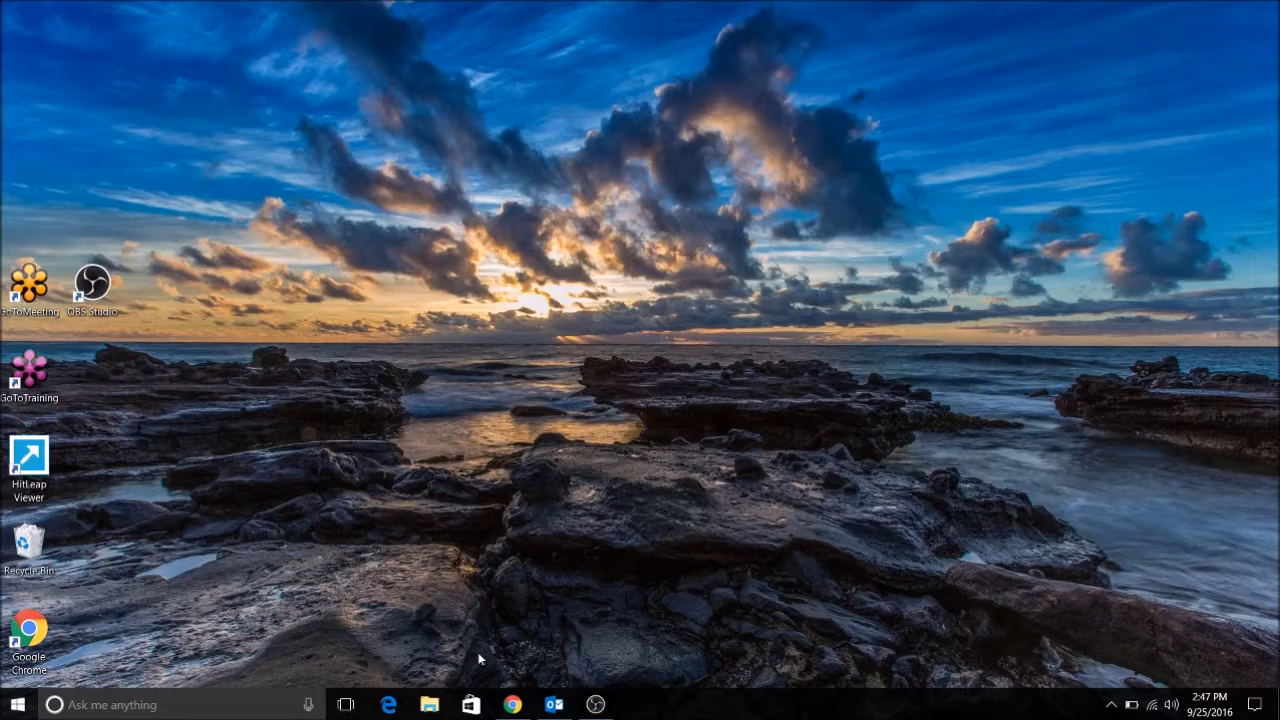 GoToMeeting
OBS Studio
GoToTraining
HitLeap
Viewer
Recycle Bin
Google
Chrome
Ask me anything
2:47 PM
9/25/2016